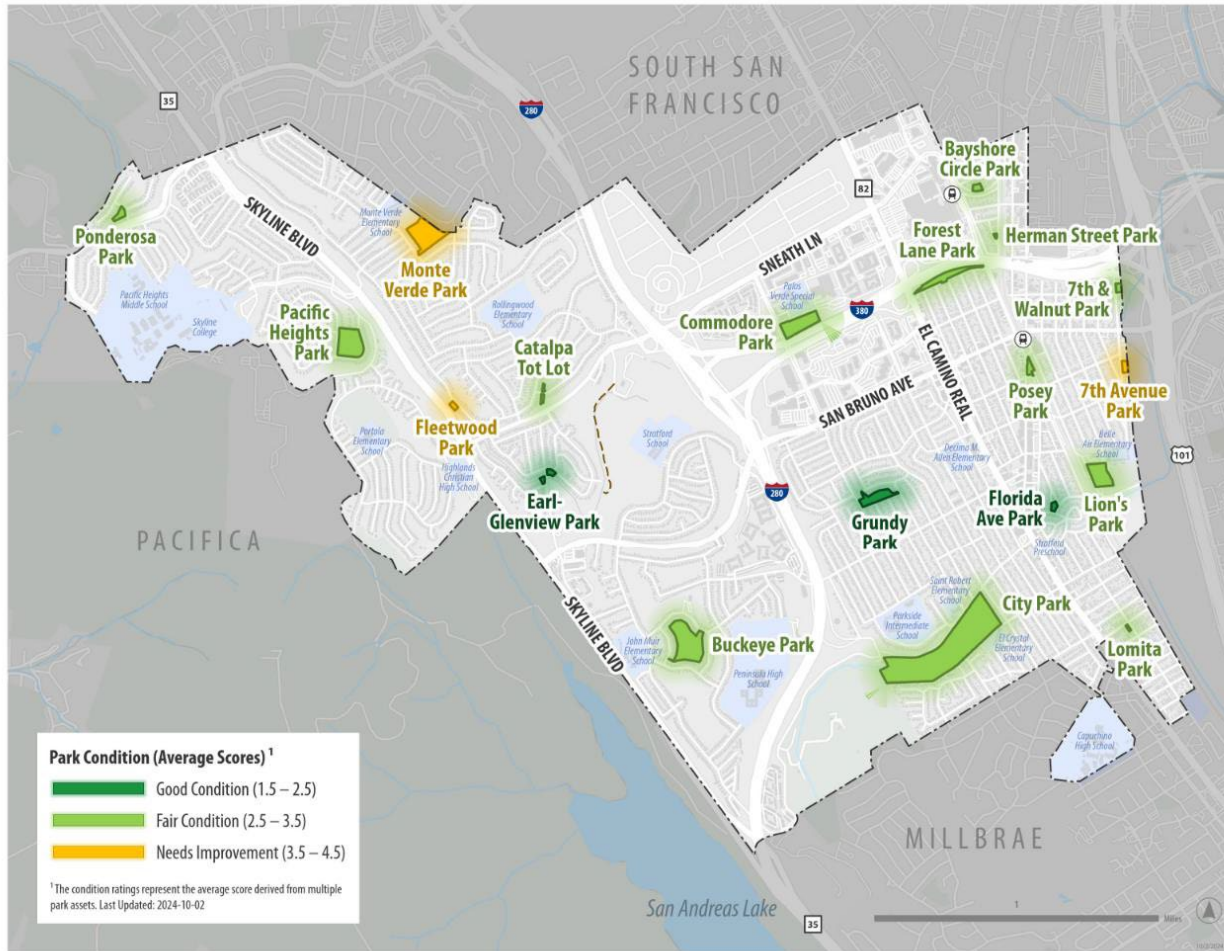 SOUTH SAN
FRANCISCO
35
280
Bayshore
Circle Park
82
Monte Verde
Elementary
School
SKYLINE BLVD
Ponderosa
Park
Forest
Lane Park
Herman Street Park
SNEATH LN
Monte
Verde Park
Pacific Heights
Middle School
Skyline
College
Rollingwood
Elementary
School
Palos
Verde Special
School
380
7th &
Walnut Park
Pacific
Heights
Park
Commodore
Park
EL CAMINO REAL
Catalpa
Tot Lot
SAN BRUNO AVE
Posey
Park
7th Avenue
Park
Fleetwood
Park
Portola
Elementary
School
Stratford
School
Decima M.
Allen Elementary
School
Belle
Air Elementary
School
101
Highlands
Christian
High School
280
Earl-
Glenview Park
Grundy
Park
Florida
Ave Park
Lion's
Park
PACIFICA
Stratford
Preschool
Saint Robert
Elementary
School
City Park
SKYLINE BLVD
Parkside
Intermediate
School
John Muir
Elementary
School
Buckeye Park
El Crystal
Elementary
School
Lomita
Park
Peninsula High
School
Capuchino
High School
Park Condition (Average Scores) 1
Good Condition (1.5 – 2.5)
Fair Condition (2.5 – 3.5)
Needs Improvement (3.5 – 4.5)
1 The condition ratings represent the average score derived from multiple
park assets. Last Updated: 2024-10-02
MILLBRAE
San Andreas Lake
35
1
Miles